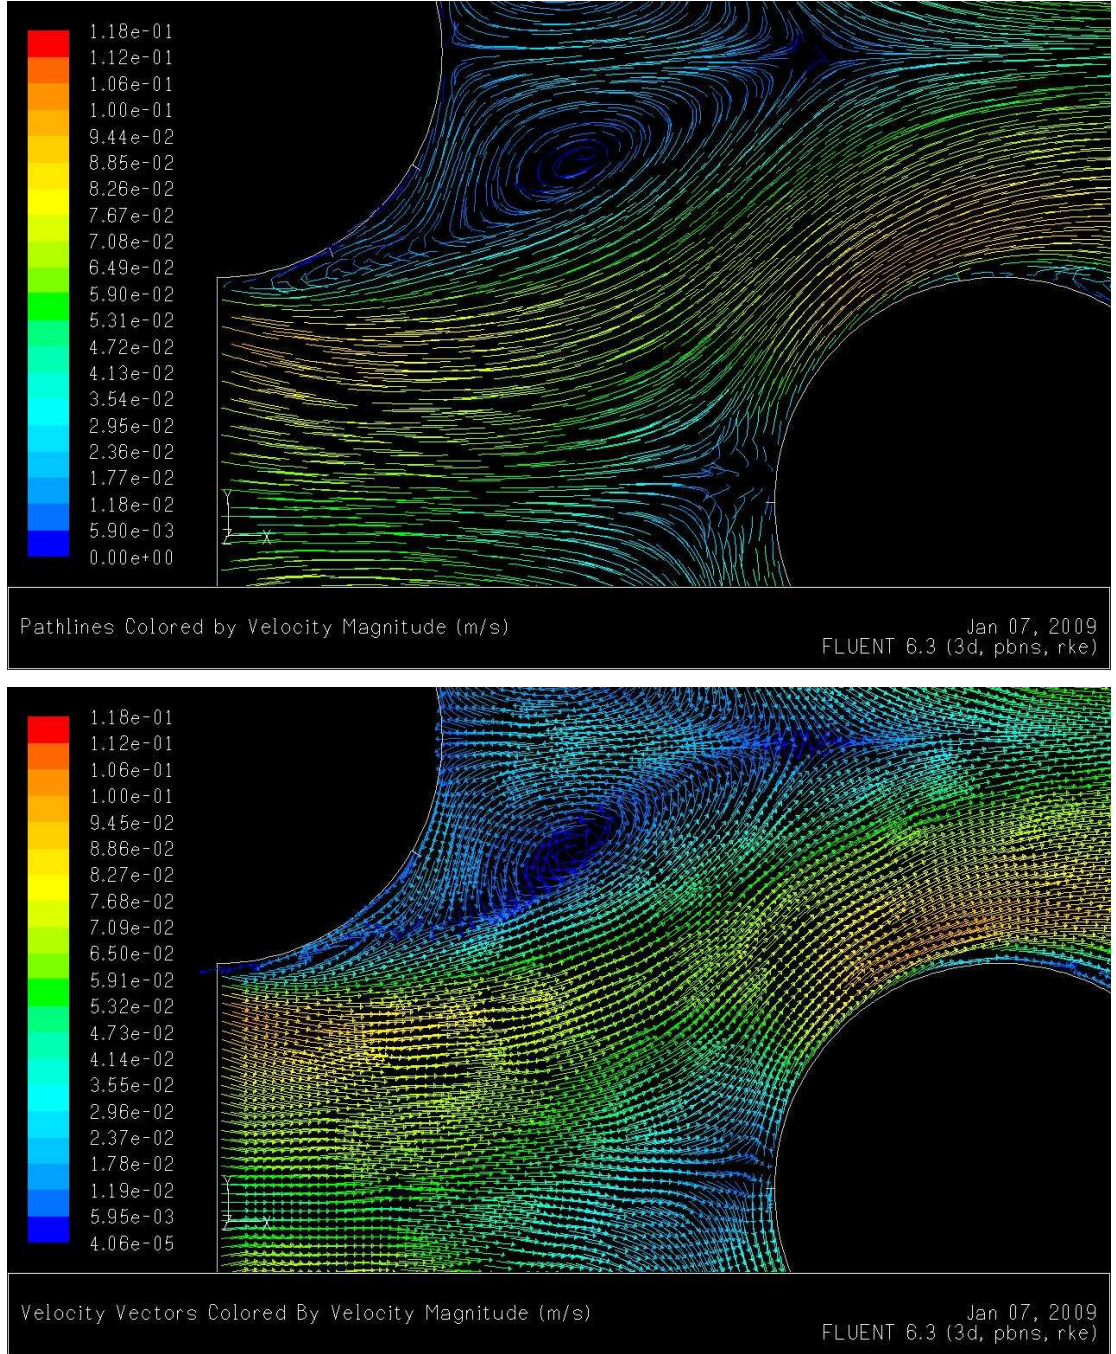 1.18e-01
1.12e-01
1.06e-01
1.00e-01
9.44e-02
8.85e-02
8.26e-02
7.67e-02
7.08e-02
6.49e-02
5.90e-02
5.31e-02
4.72e-02
4.13e-02
3.54e-02
2.95e-02
2.36e-02
1.77e-02
1.18e-02
5.90e-03
0.00e+00
Y
Z X
Pathlines Colored by Velocity Magnitude (m/s)
Jan 07, 2009
FLUENT 6.3 (3d, pbns, rke)
1.18e-01
1.12e-01
1.06e-01
1.00e-01
9.45e-02
8.86e-02
8.27e-02
7.68e-02
7.09e-02
6.50e-02
5.91e-02
5.32e-02
4.73e-02
4.14e-02
3.55e-02
2.96e-02
2.37e-02
1.78e-02
1.19e-02
5.95e-03
4.06e-05
Y
Z X
Velocity Vectors Colored By Velocity Magnitude (m/s)
Jan 07, 2009
FLUENT 6.3 (3d, pbns, rke)